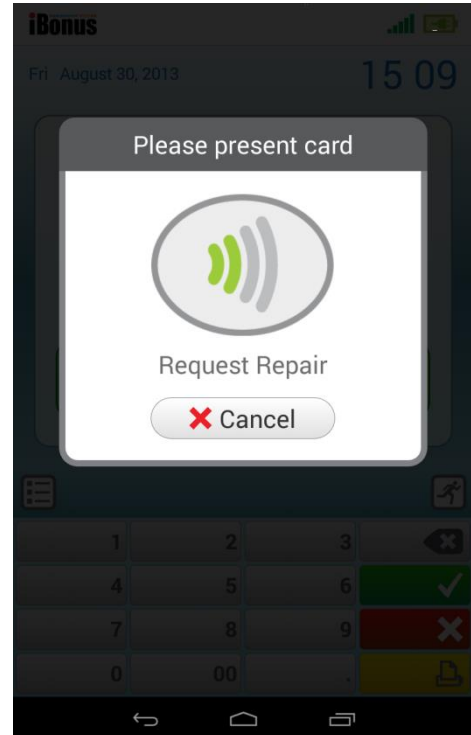 iBonus
Fri August 30, 2013
15 09
Please present card
Request Repair
Cancel
1 2 3
4 5 6
7 8 9
0 00 .